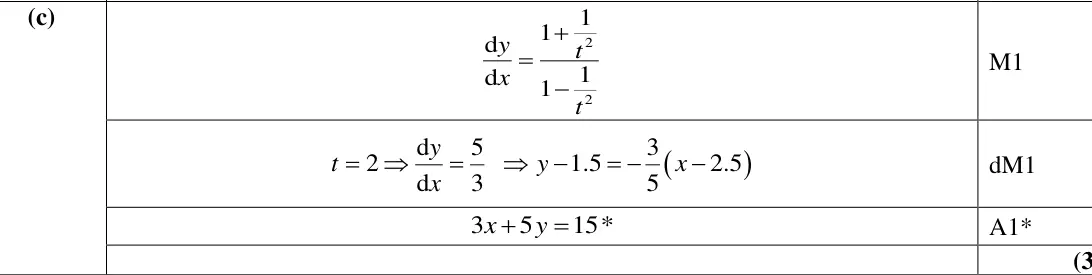 (c)
dy/dx = (1 + 1/t²)/(1 − 1/t²) M1
t = 2 ⇒ dy/dx = 5/3 ⇒ y − 1.5 = −3/5 (x − 2.5) dM1
3x + 5y = 15* A1*
(3